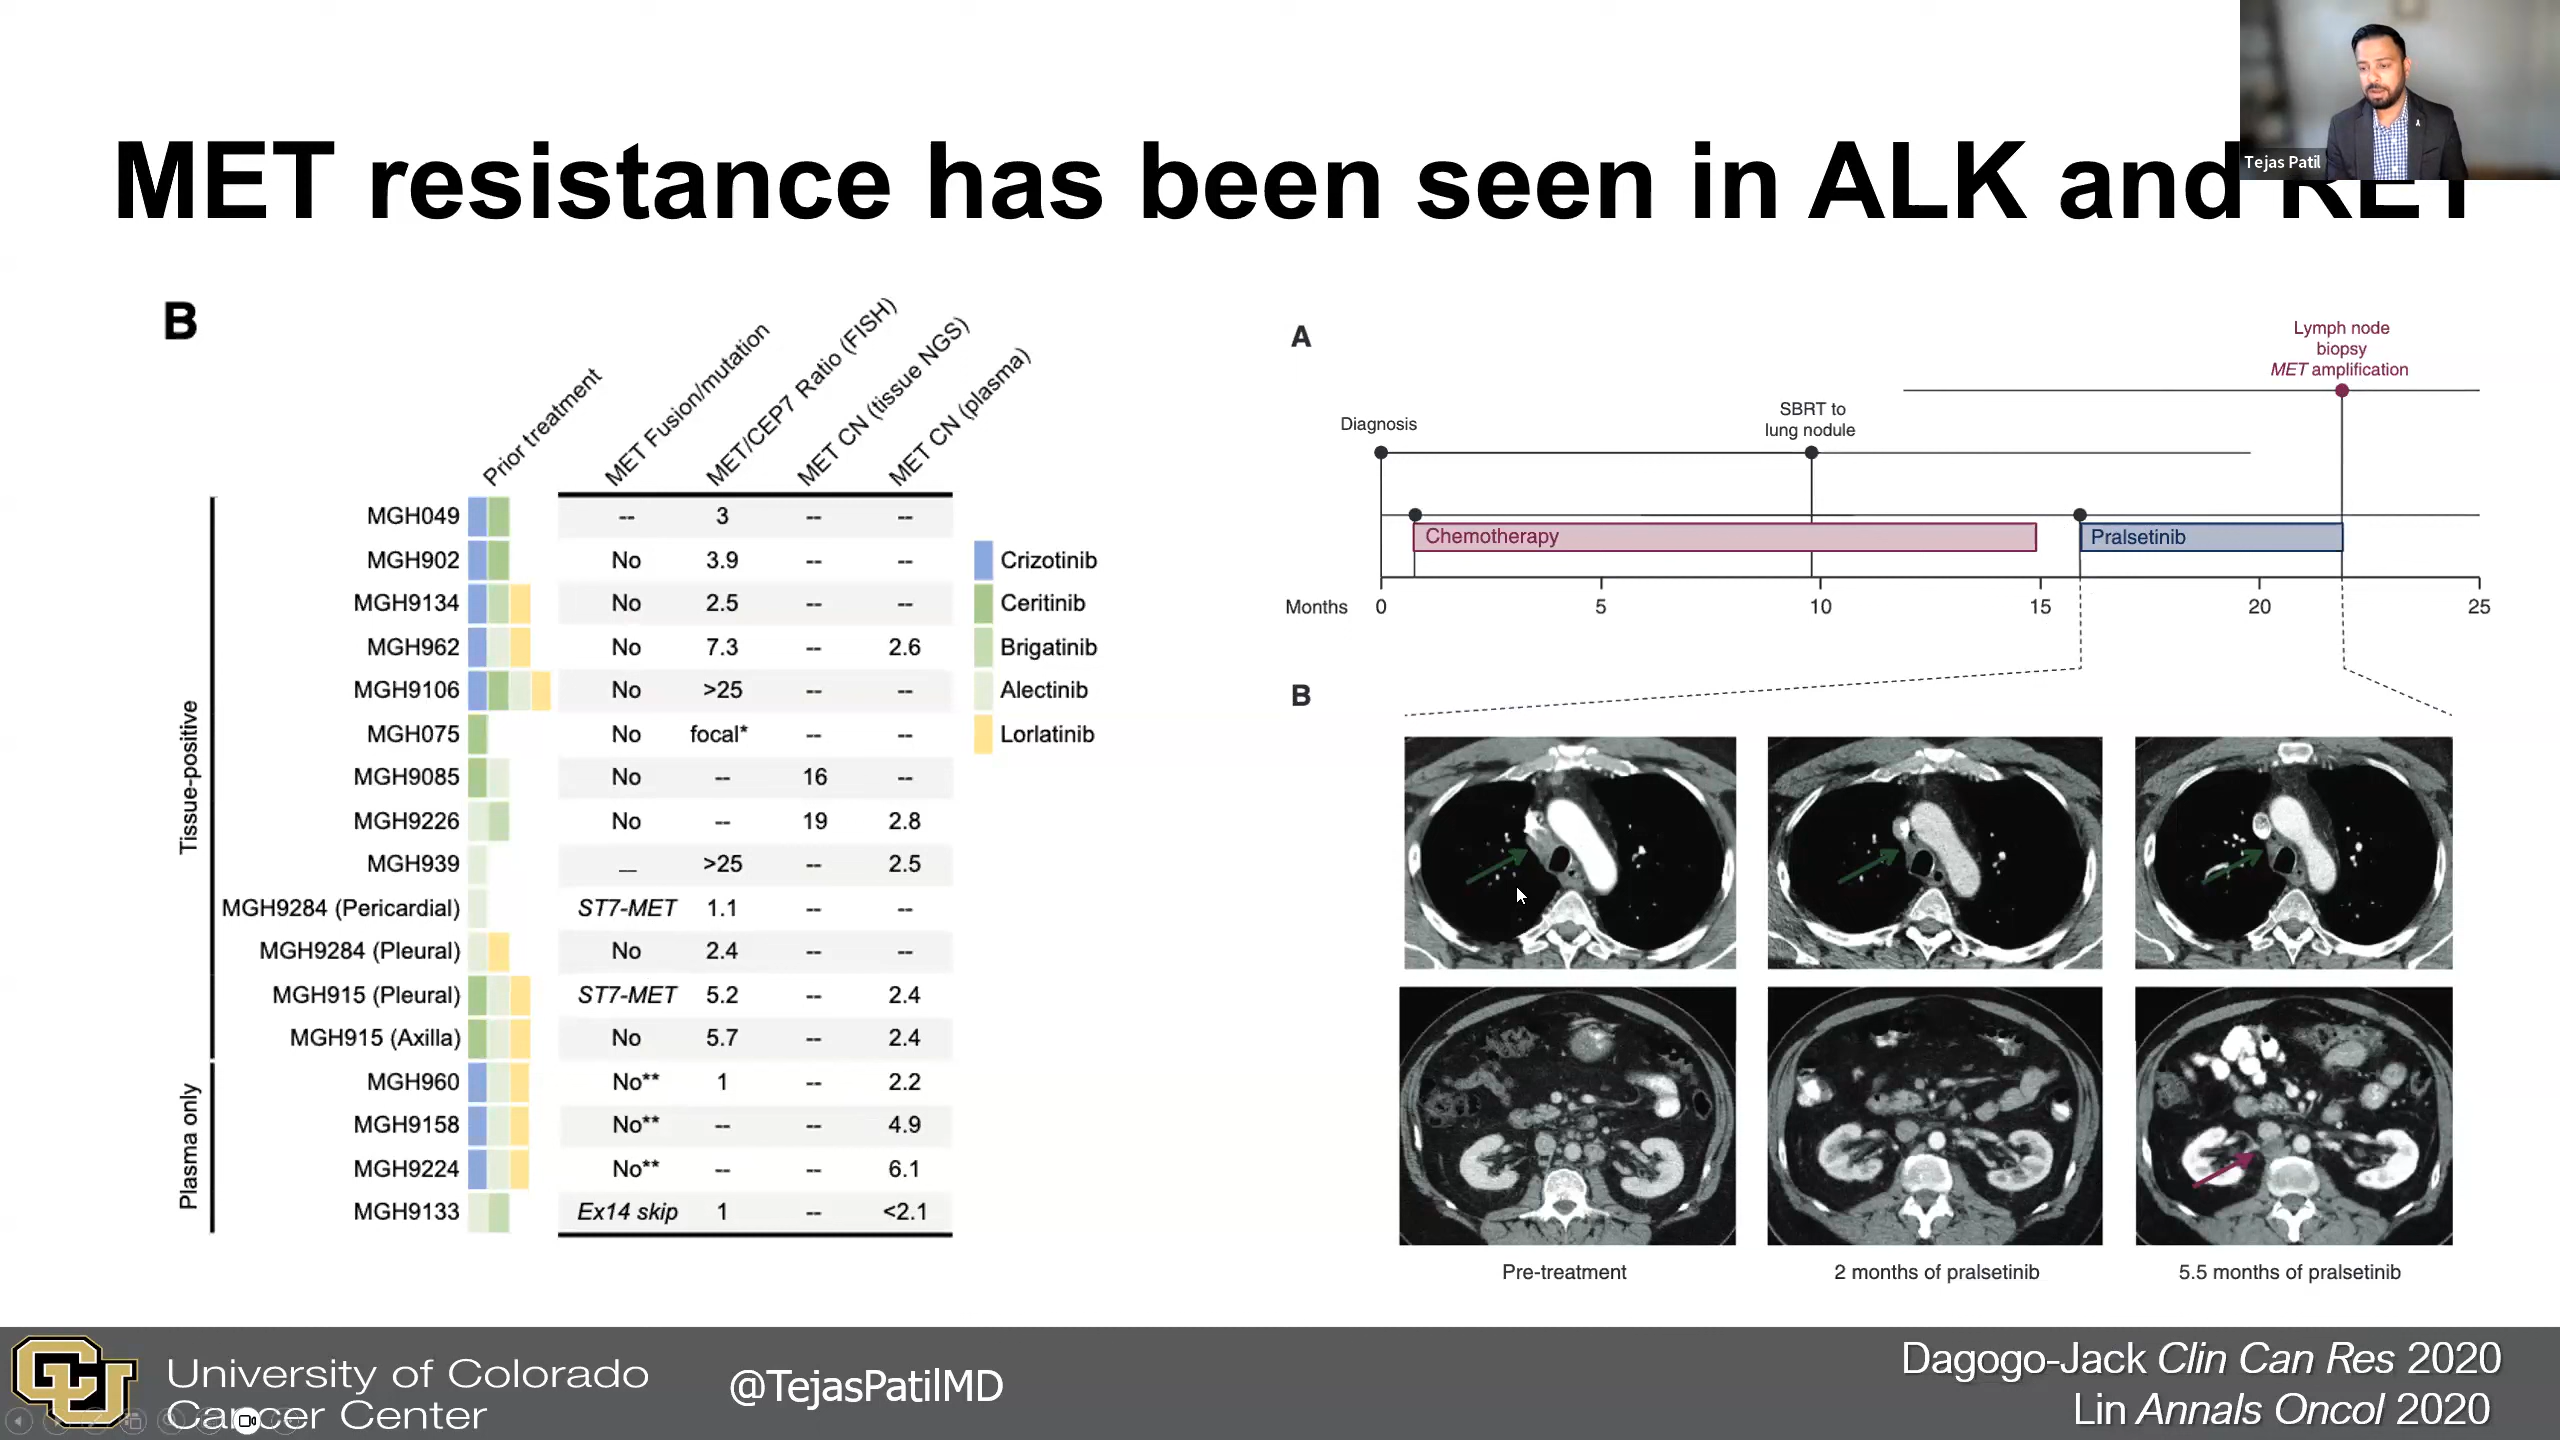 Tejas Patil
MET resistance has been seen in ALK and RET
B
Prior treatment
MET Fusion/mutation
MET/CEP7 Ratio (FISH)
MET CN (tissue NGS)
MET CN (plasma)
Tissue-positive
MGH049 -- 3 -- --
MGH902 No 3.9 -- --
MGH9134 No 2.5 -- --
MGH962 No 7.3 -- 2.6
MGH9106 No >25 -- --
MGH075 No focal* -- --
MGH9085 No -- 16 --
MGH9226 No -- 19 2.8
MGH939 __ >25 -- 2.5
MGH9284 (Pericardial) ST7-MET 1.1 -- --
MGH9284 (Pleural) No 2.4 -- --
MGH915 (Pleural) ST7-MET 5.2 -- 2.4
MGH915 (Axilla) No 5.7 -- 2.4
Plasma only
MGH960 No** 1 -- 2.2
MGH9158 No** -- -- 4.9
MGH9224 No** -- -- 6.1
MGH9133 Ex14 skip 1 -- <2.1
Crizotinib
Ceritinib
Brigatinib
Alectinib
Lorlatinib
A
Lymph node
biopsy
MET amplification
Diagnosis
SBRT to
lung nodule
Chemotherapy
Pralsetinib
Months 0 5 10 15 20 25
B
Pre-treatment
2 months of pralsetinib
5.5 months of pralsetinib
CU
University of Colorado
Cancer Center
@TejasPatilMD
Dagogo-Jack Clin Can Res 2020
Lin Annals Oncol 2020